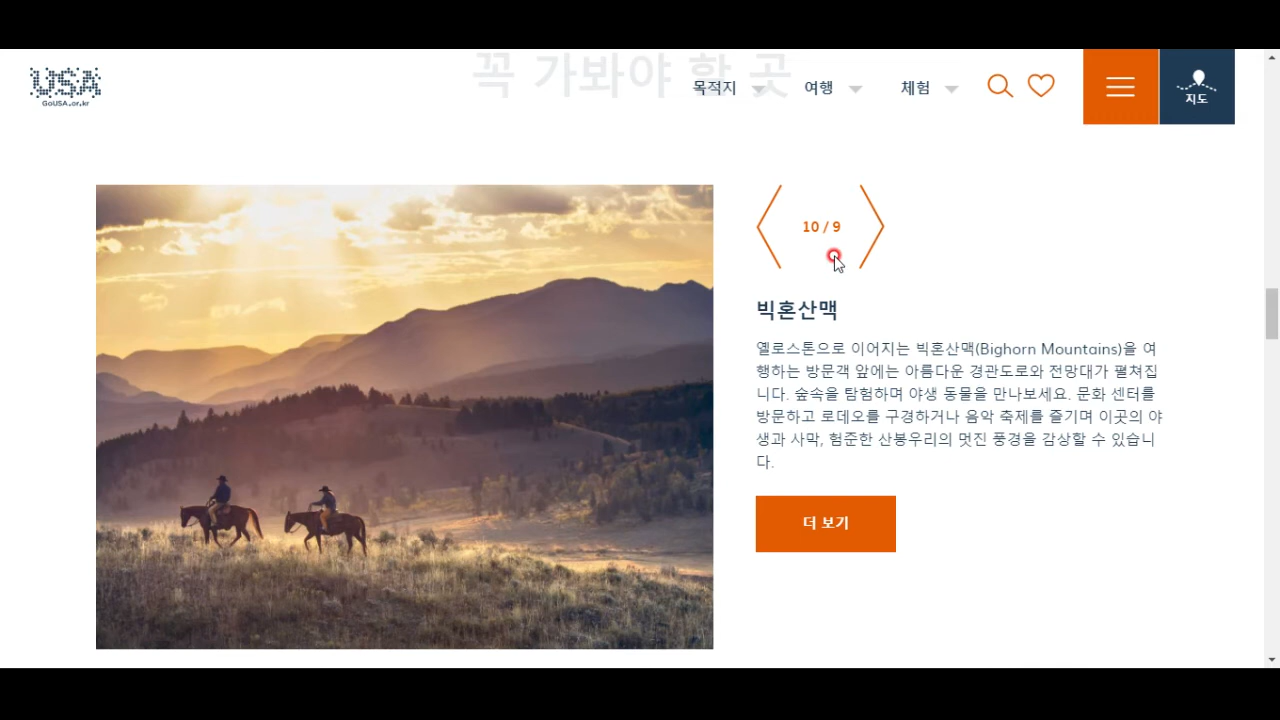 꼭 가봐야 할 곳
USA
GoUSA.or.kr
목적지
여행
체험
지도
10 / 9
빅혼산맥
옐로스톤으로 이어지는 빅혼산맥(Bighorn Mountains)을 여
행하는 방문객 앞에는 아름다운 경관도로와 전망대가 펼쳐집
니다. 숲속을 탐험하며 야생 동물을 만나보세요. 문화 센터를
방문하고 로데오를 구경하거나 음악 축제를 즐기며 이곳의 야
생과 사막, 험준한 산봉우리의 멋진 풍경을 감상할 수 있습니
다.
더 보기